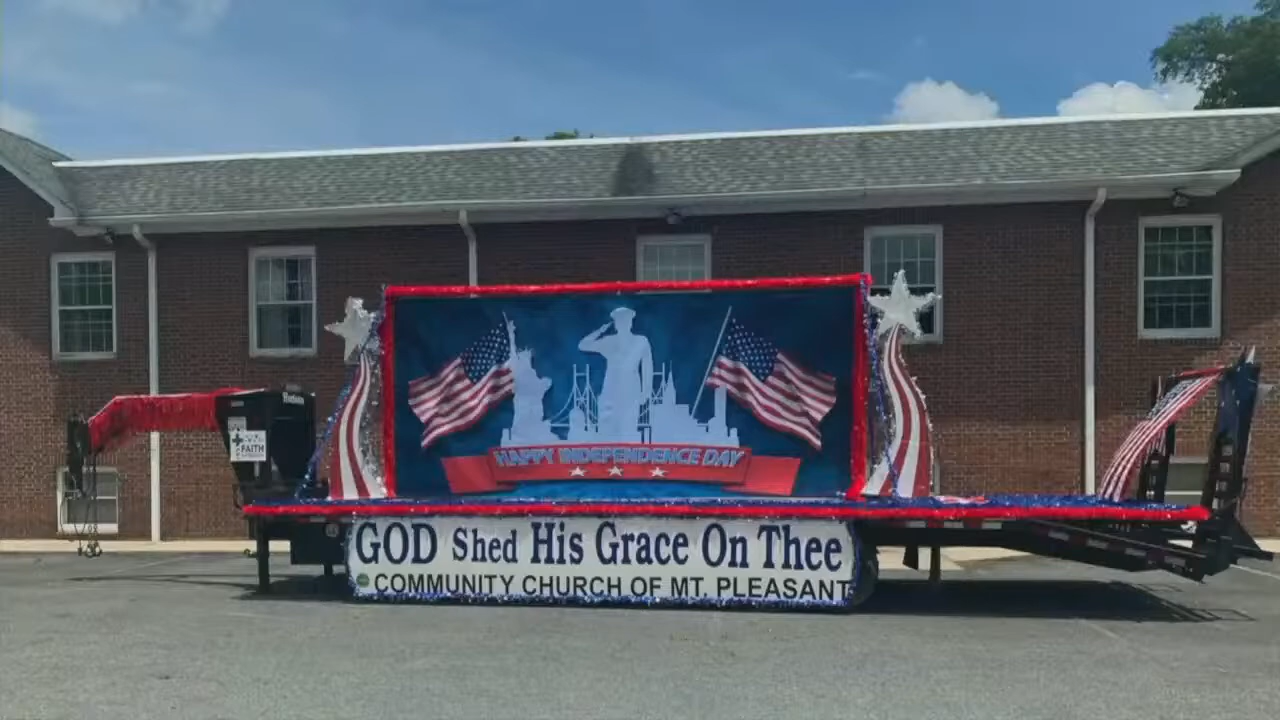 HAPPY INDEPENDENCE DAY
FAITH
GOD Shed His Grace On Thee
COMMUNITY CHURCH OF MT. PLEASANT